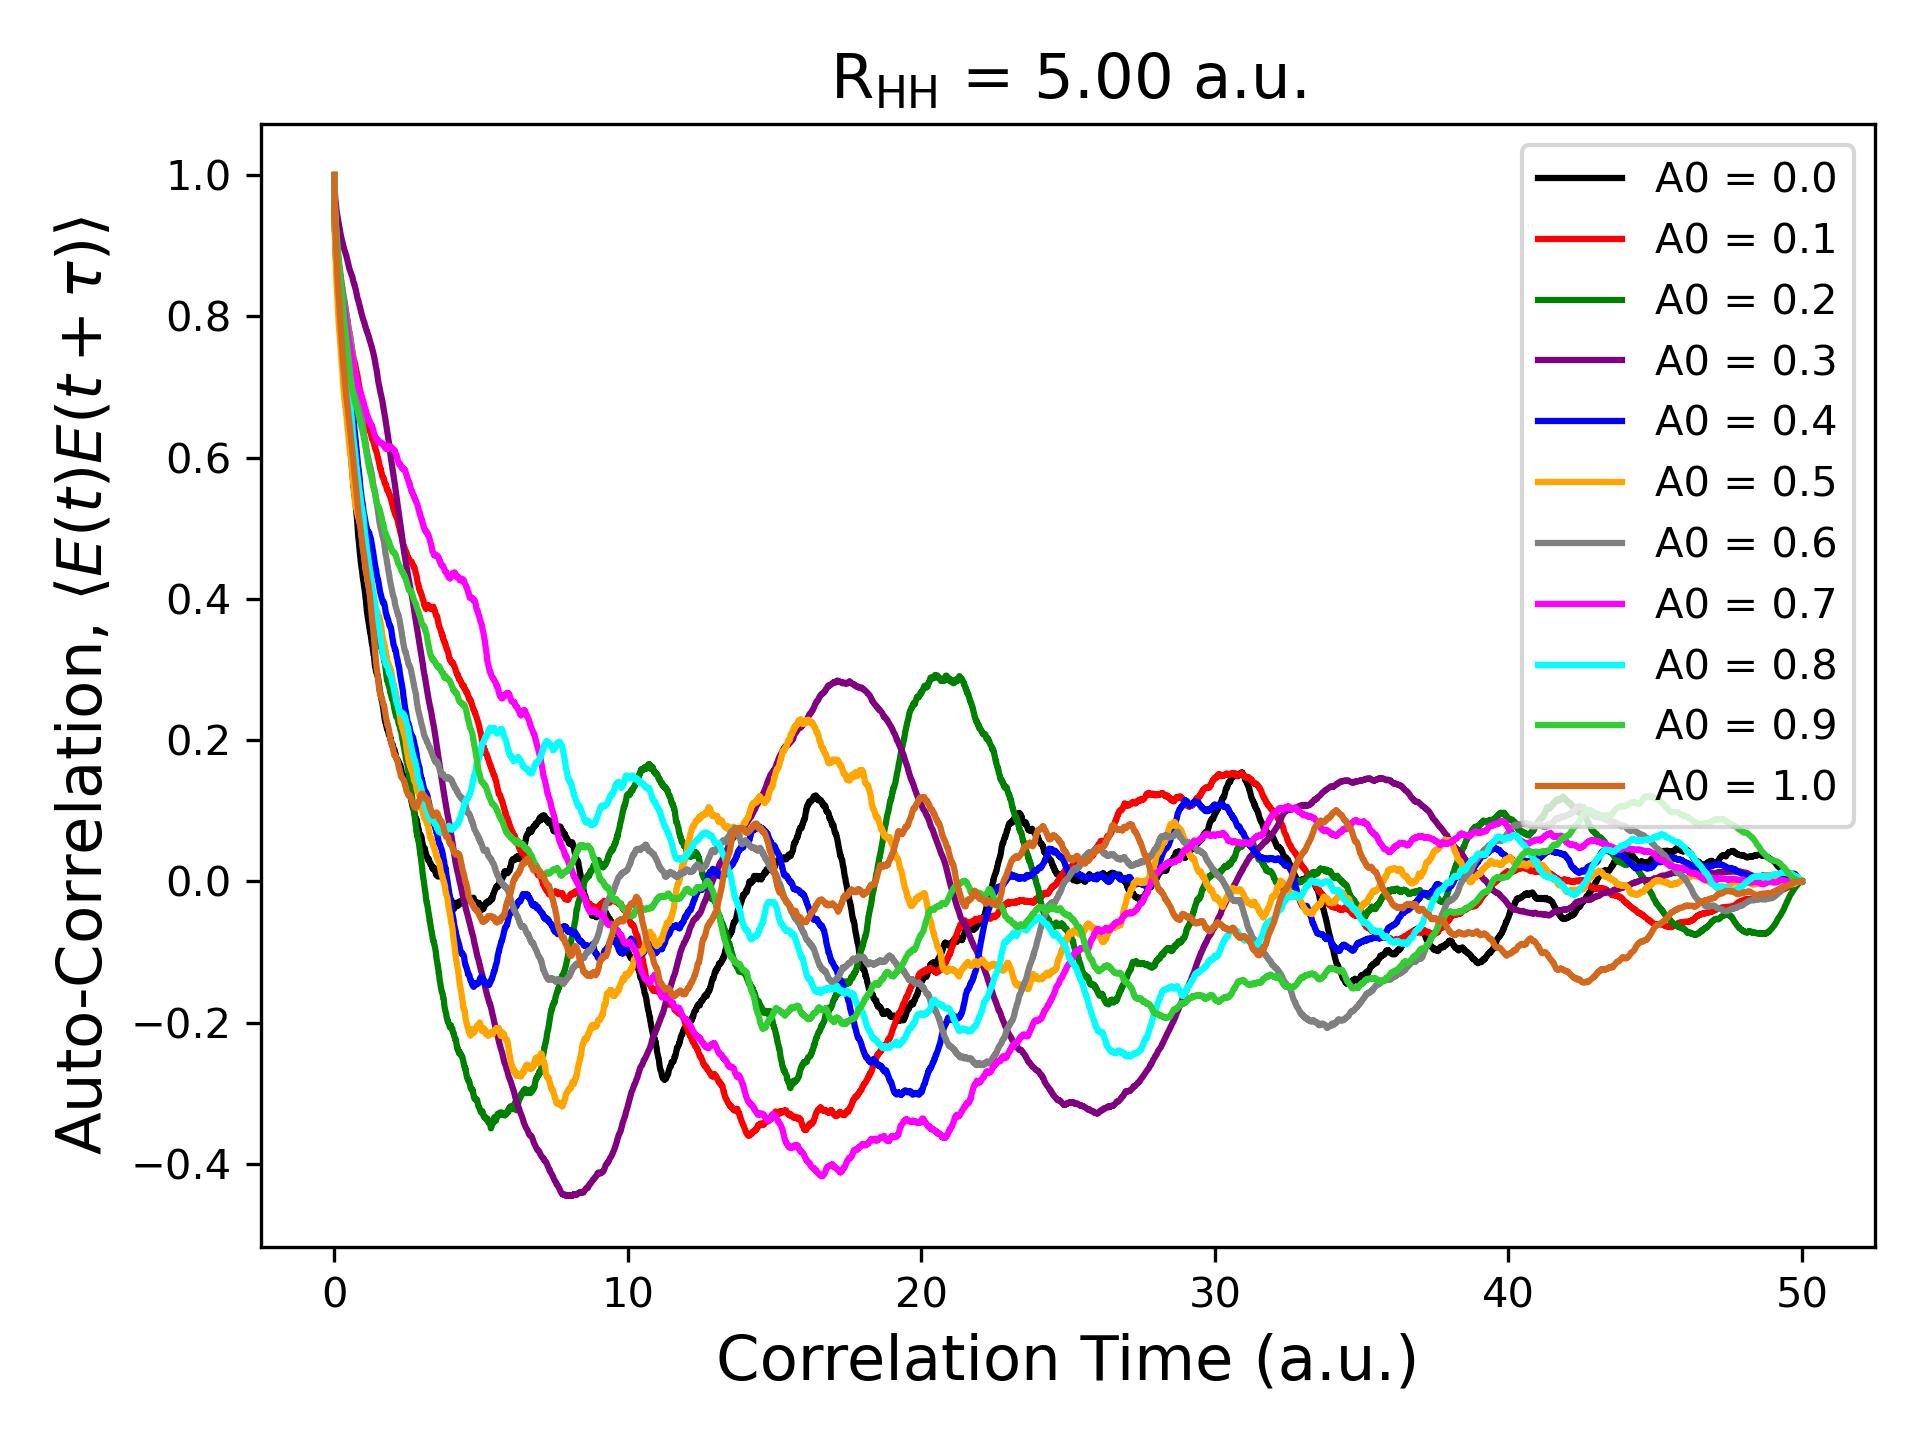 R_HH = 5.00 a.u.
Auto-Correlation, ⟨E(t)E(t + τ)⟩
1.0
0.8
0.6
0.4
0.2
0.0
−0.2
−0.4
A0 = 0.0
A0 = 0.1
A0 = 0.2
A0 = 0.3
A0 = 0.4
A0 = 0.5
A0 = 0.6
A0 = 0.7
A0 = 0.8
A0 = 0.9
A0 = 1.0
0 10 20 30 40 50
Correlation Time (a.u.)